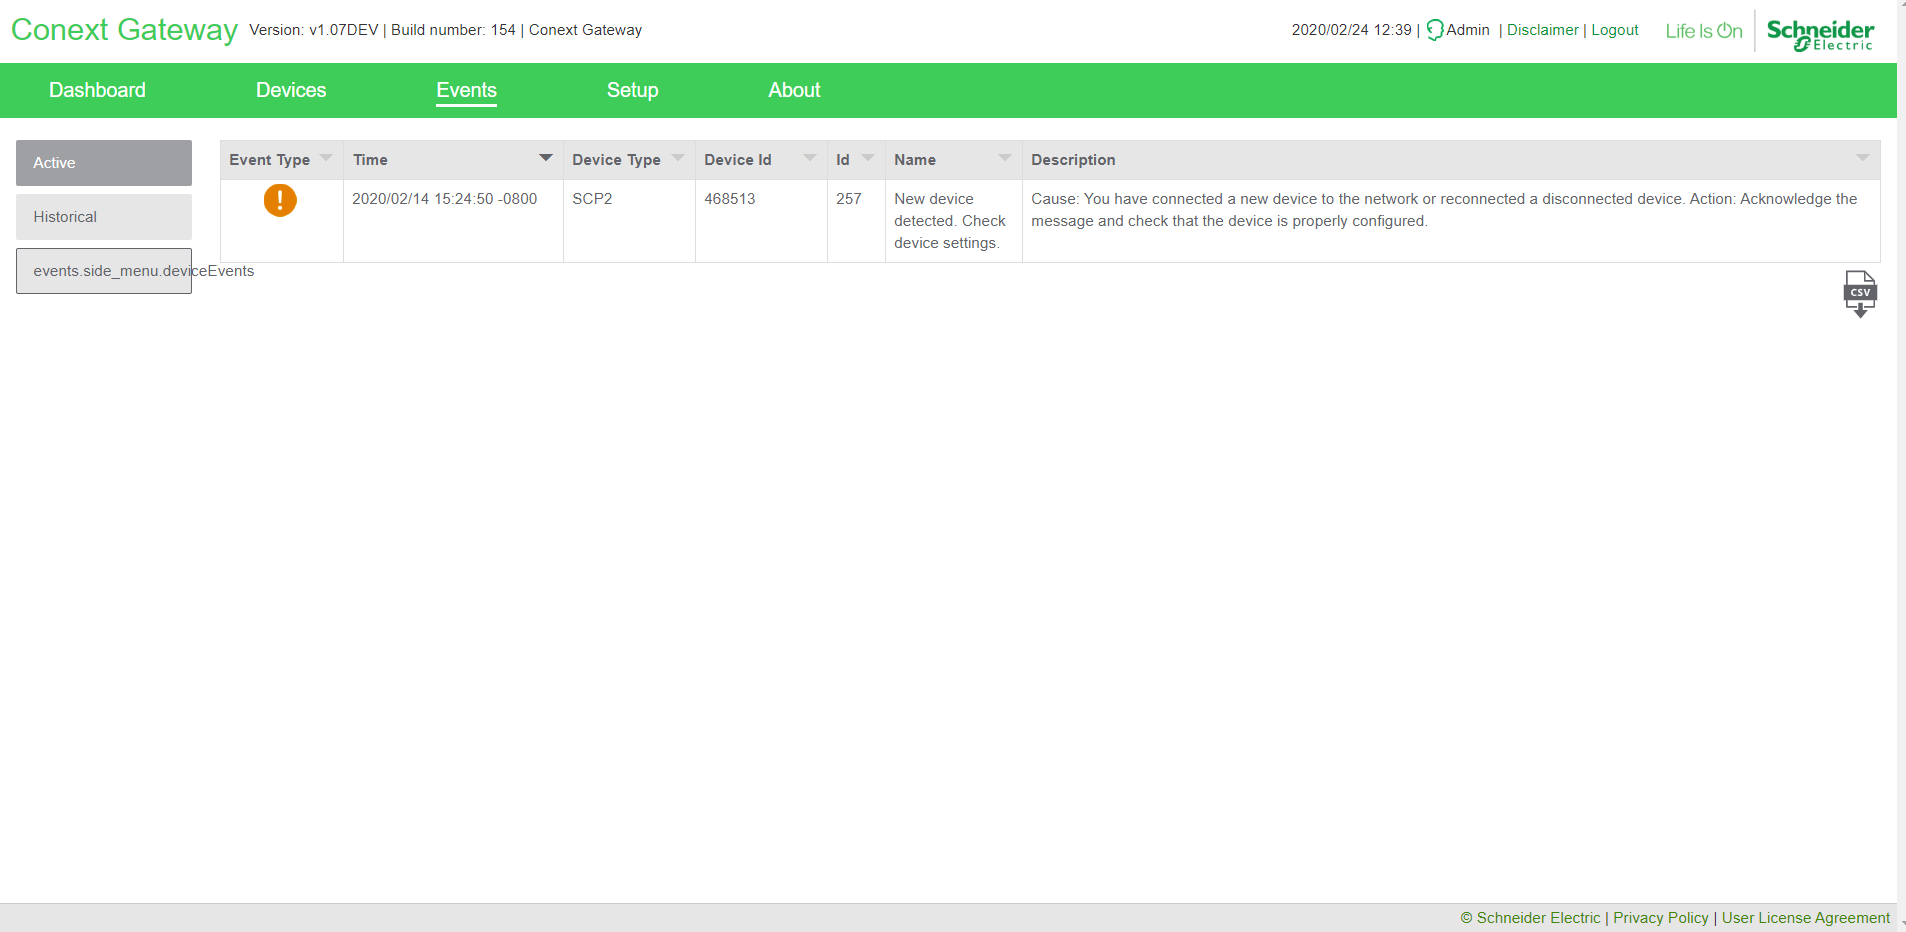 Conext Gateway Version: v1.07DEV | Build number: 154 | Conext Gateway 2020/02/24 12:39 | Admin | Disclaimer | Logout Life Is On Schneider Electric
Dashboard Devices Events Setup About
Active
Historical
events.side_menu.deviceEvents
Event Type Time Device Type Device Id Id Name Description
! 2020/02/14 15:24:50 -0800 SCP2 468513 257 New device Cause: You have connected a new device to the network or reconnected a disconnected device. Action: Acknowledge the
detected. Check message and check that the device is properly configured.
device settings.
CSV
© Schneider Electric | Privacy Policy | User License Agreement